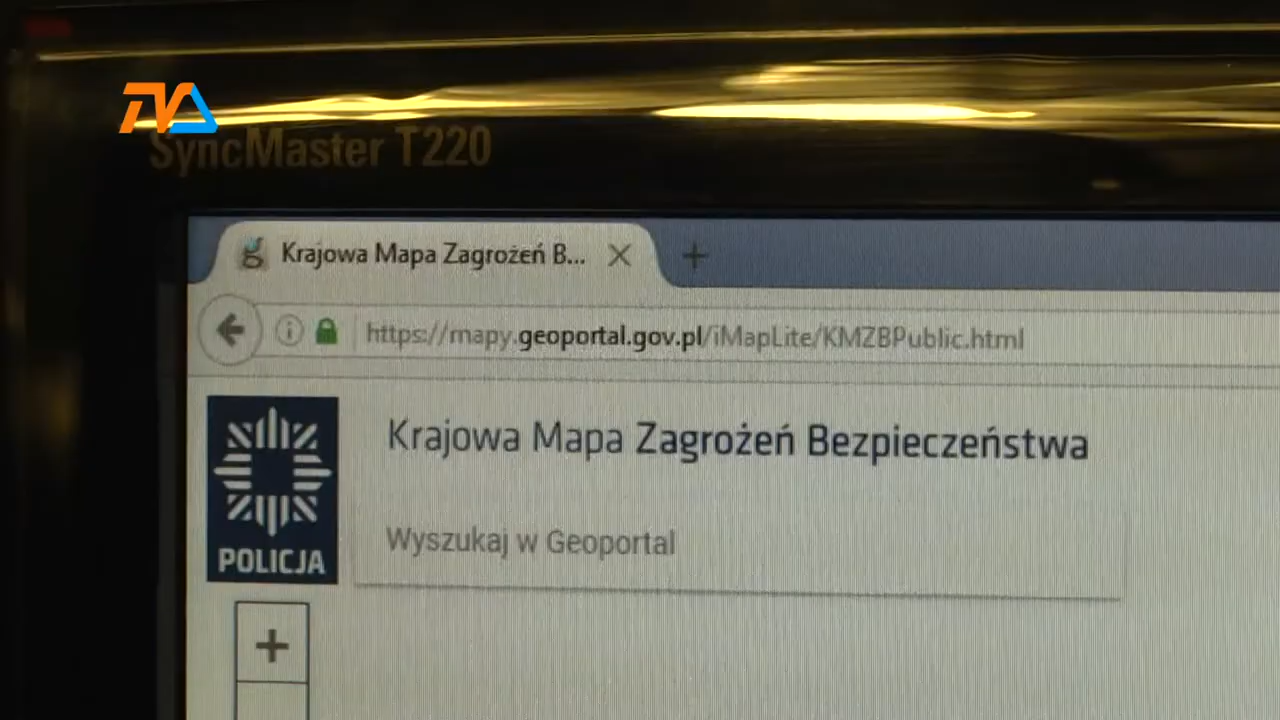 TVA
SyncMaster T220
Krajowa Mapa Zagrożeń B...
https://mapy.geoportal.gov.pl/iMapLite/KMZBPublic.html
Krajowa Mapa Zagrożeń Bezpieczeństwa
Wyszukaj w Geoportal
POLICJA